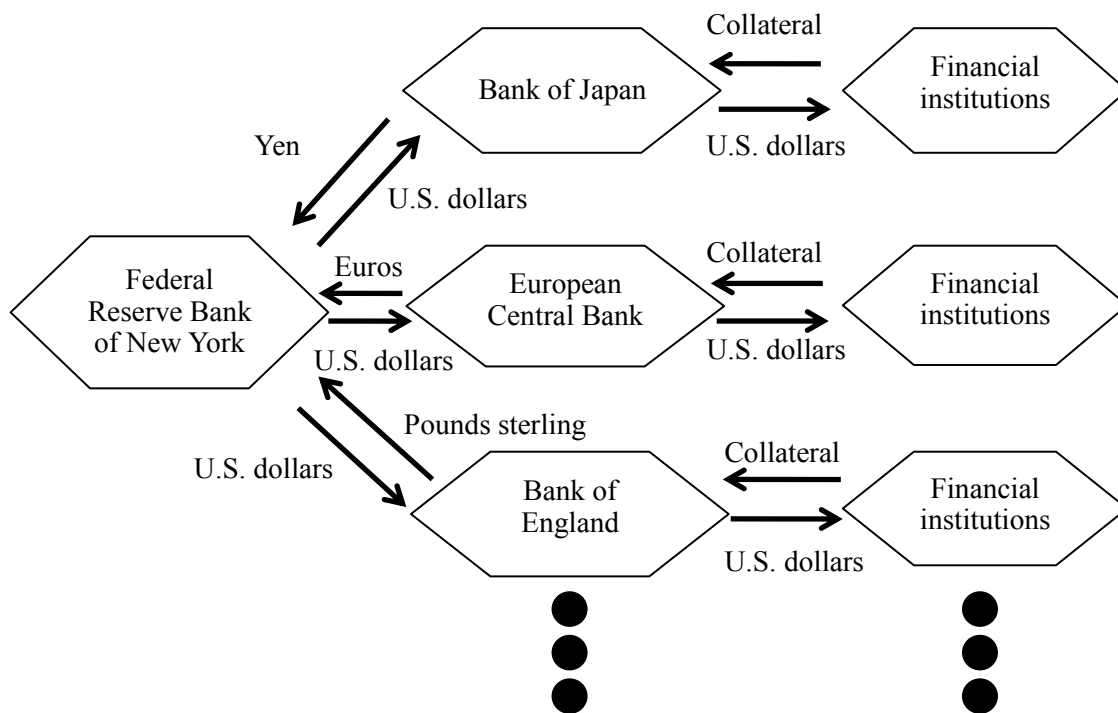 Collateral
Bank of Japan
Financial
institutions
U.S. dollars
Yen
U.S. dollars
Federal
Reserve Bank
of New York
Euros
U.S. dollars
European
Central Bank
Collateral
Financial
institutions
U.S. dollars
Pounds sterling
U.S. dollars
Bank of
England
Collateral
Financial
institutions
U.S. dollars